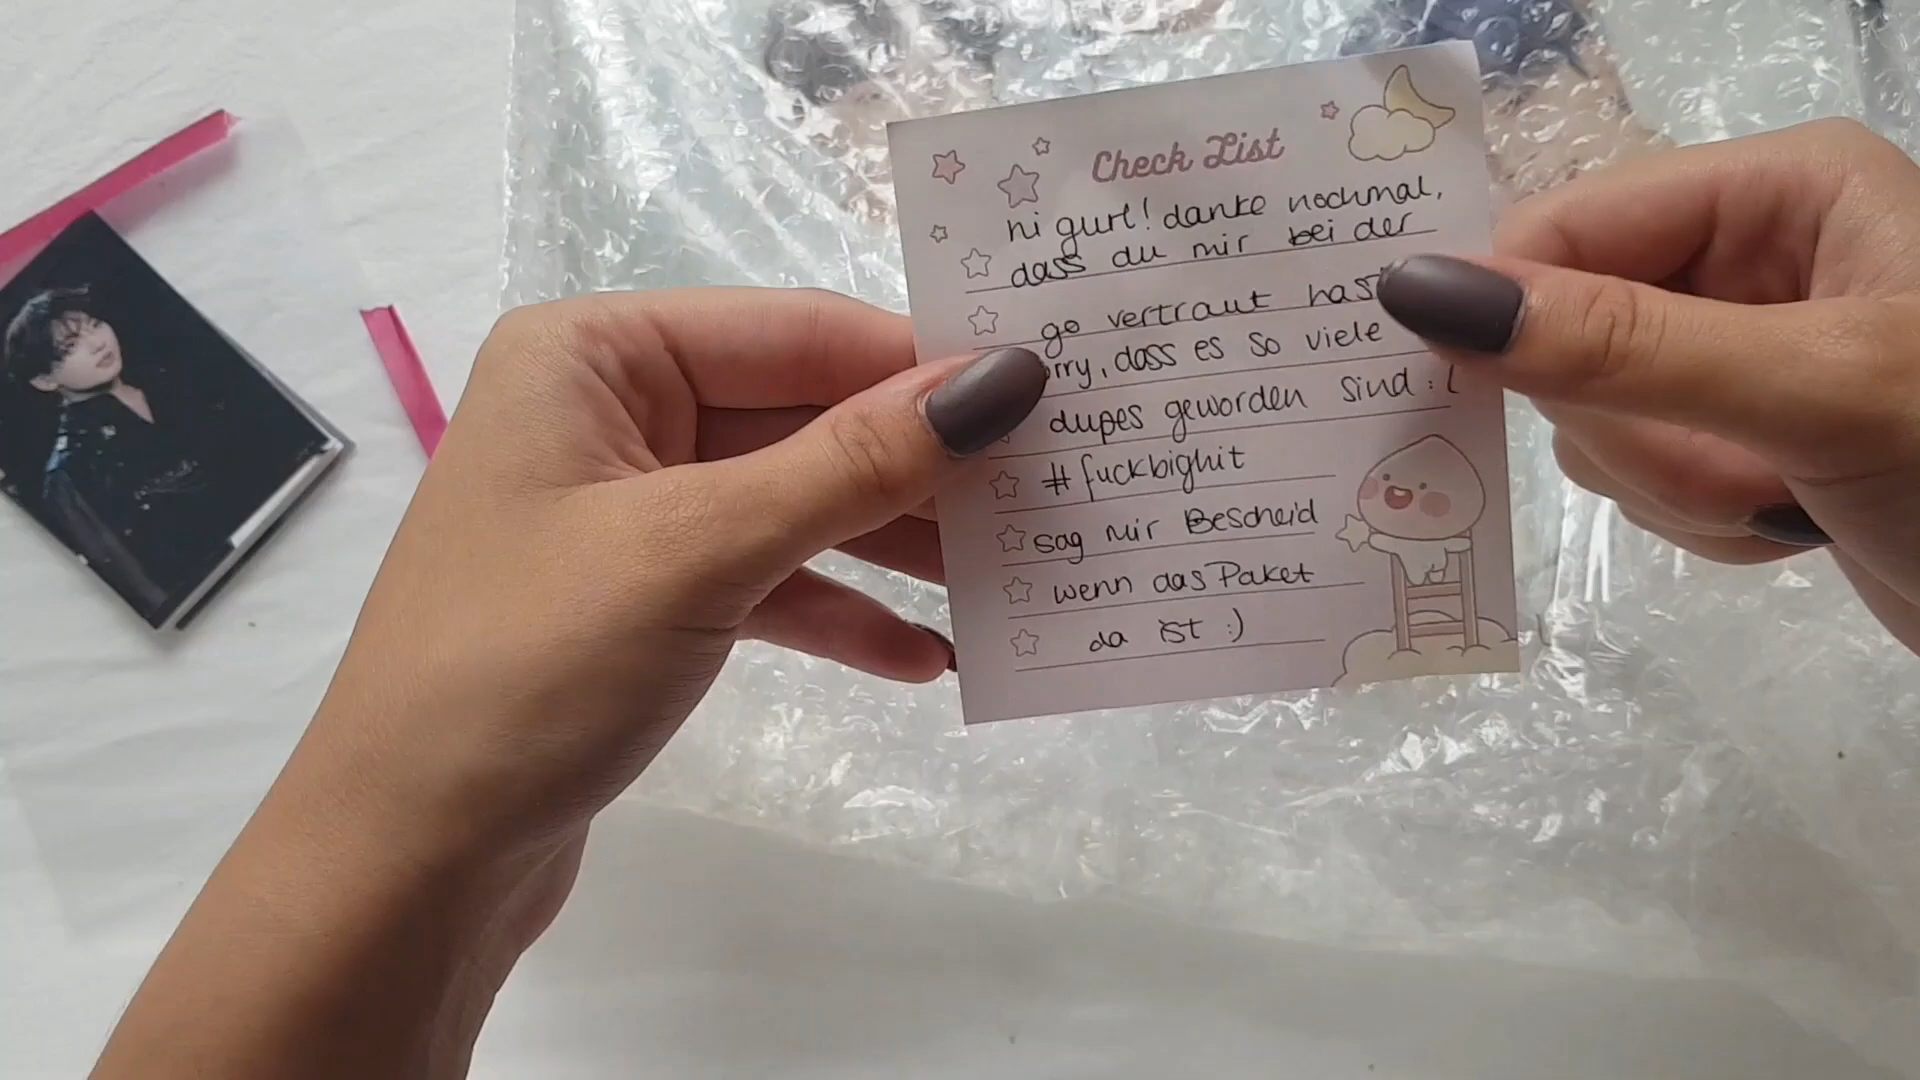 Check List
hi gurl! danke nochmal,
dass du mir bei der
go vertraut hast
rry, dass es so viele
dupes geworden sind :(
#fuckbighit
sag mir Bescheid
wenn das Paket
da ist :)